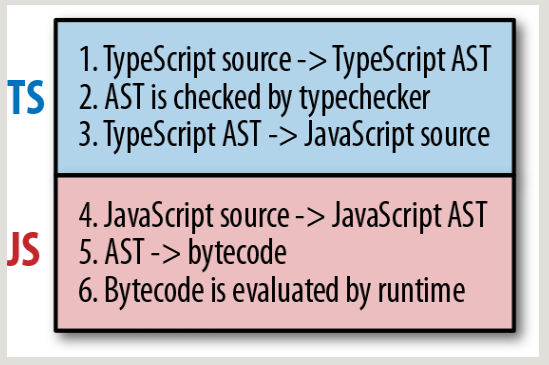 TS
1. TypeScript source -> TypeScript AST
2. AST is checked by typechecker
3. TypeScript AST -> JavaScript source
JS
4. JavaScript source -> JavaScript AST
5. AST -> bytecode
6. Bytecode is evaluated by runtime